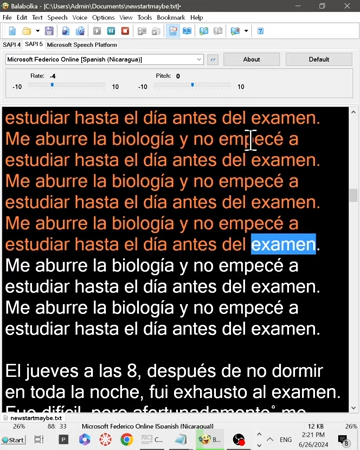 Balabolka - [C:\Users\Admin\Documents\newstartmaybe.txt]
File Edit Speech Voice Options View Tools Bookmark Help
SAPI 4 SAPI 5 Microsoft Speech Platform
Microsoft Federico Online [Spanish (Nicaragua)] About Default
Rate: -4 Pitch: 0
-10 10 -10 10
estudiar hasta el día antes del examen.
Me aburre la biología y no empecé a
estudiar hasta el día antes del examen.
Me aburre la biología y no empecé a
estudiar hasta el día antes del examen.
Me aburre la biología y no empecé a
estudiar hasta el día antes del examen.
Me aburre la biología y no empecé a
estudiar hasta el día antes del examen.
Me aburre la biología y no empecé a
estudiar hasta el día antes del examen.
El jueves a las 8, después de no dormir
en toda la noche, fui exhausto al examen.
Fue difícil, pero afortunadamente° me
newstartmaybe.txt
26% 88: 33 Microsoft Federico Online [Spanish (Nicaragua)] 12 KB 26%
Start C... B... ENG 2:21 PM
6/26/2024